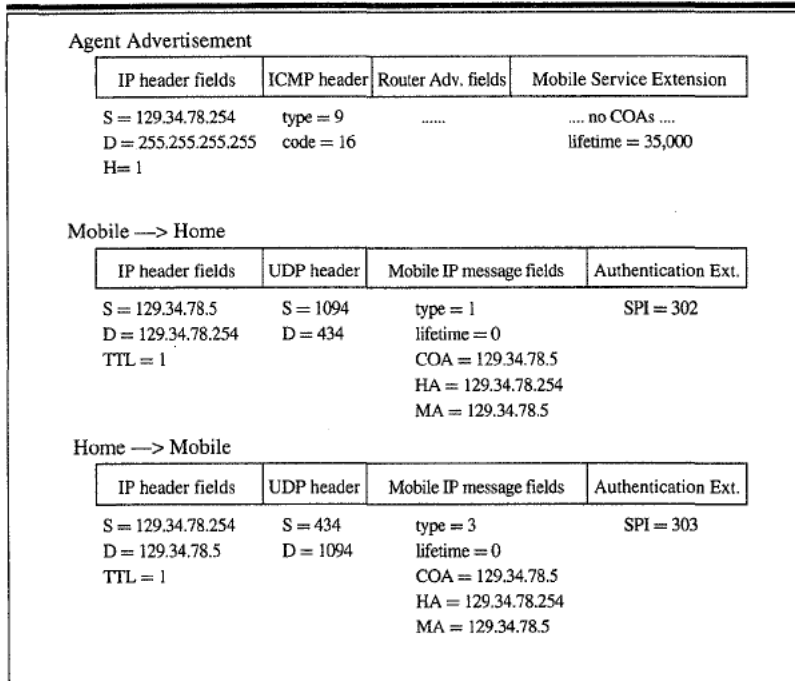 Agent Advertisement
IP header fields ICMP header Router Adv. fields Mobile Service Extension
S = 129.34.78.254 type = 9 ...... .... no COAs ....
D = 255.255.255.255 code = 16 lifetime = 35,000
H= 1
Mobile —> Home
IP header fields UDP header Mobile IP message fields Authentication Ext.
S = 129.34.78.5 S = 1094 type = 1 SPI = 302
D = 129.34.78.254 D = 434 lifetime = 0
TTL = 1 COA = 129.34.78.5
HA = 129.34.78.254
MA = 129.34.78.5
Home —> Mobile
IP header fields UDP header Mobile IP message fields Authentication Ext.
S = 129.34.78.254 S = 434 type = 3 SPI = 303
D = 129.34.78.5 D = 1094 lifetime = 0
TTL = 1 COA = 129.34.78.5
HA = 129.34.78.254
MA = 129.34.78.5